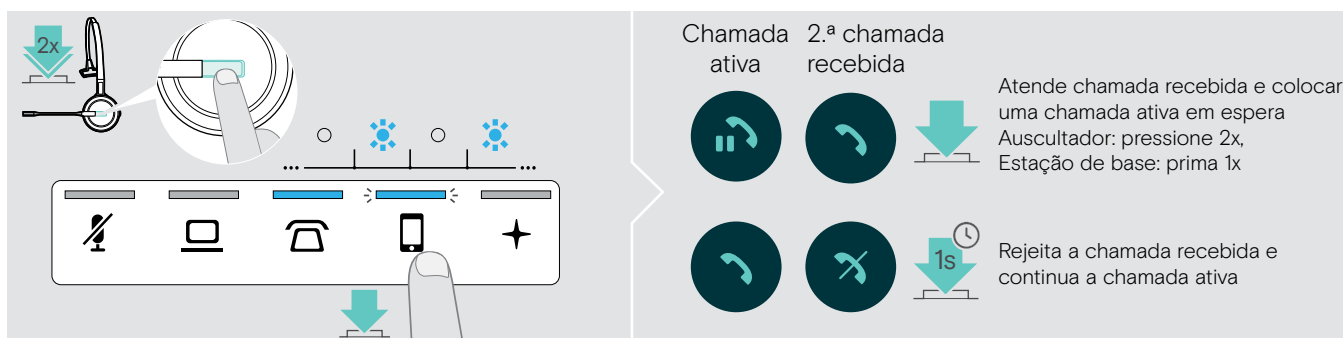 2x
Chamada ativa
2.ª chamada recebida
Atende chamada recebida e colocar
uma chamada ativa em espera
Auscultador: pressione 2x,
Estação de base: prima 1x
1s
Rejeita a chamada recebida e
continua a chamada ativa